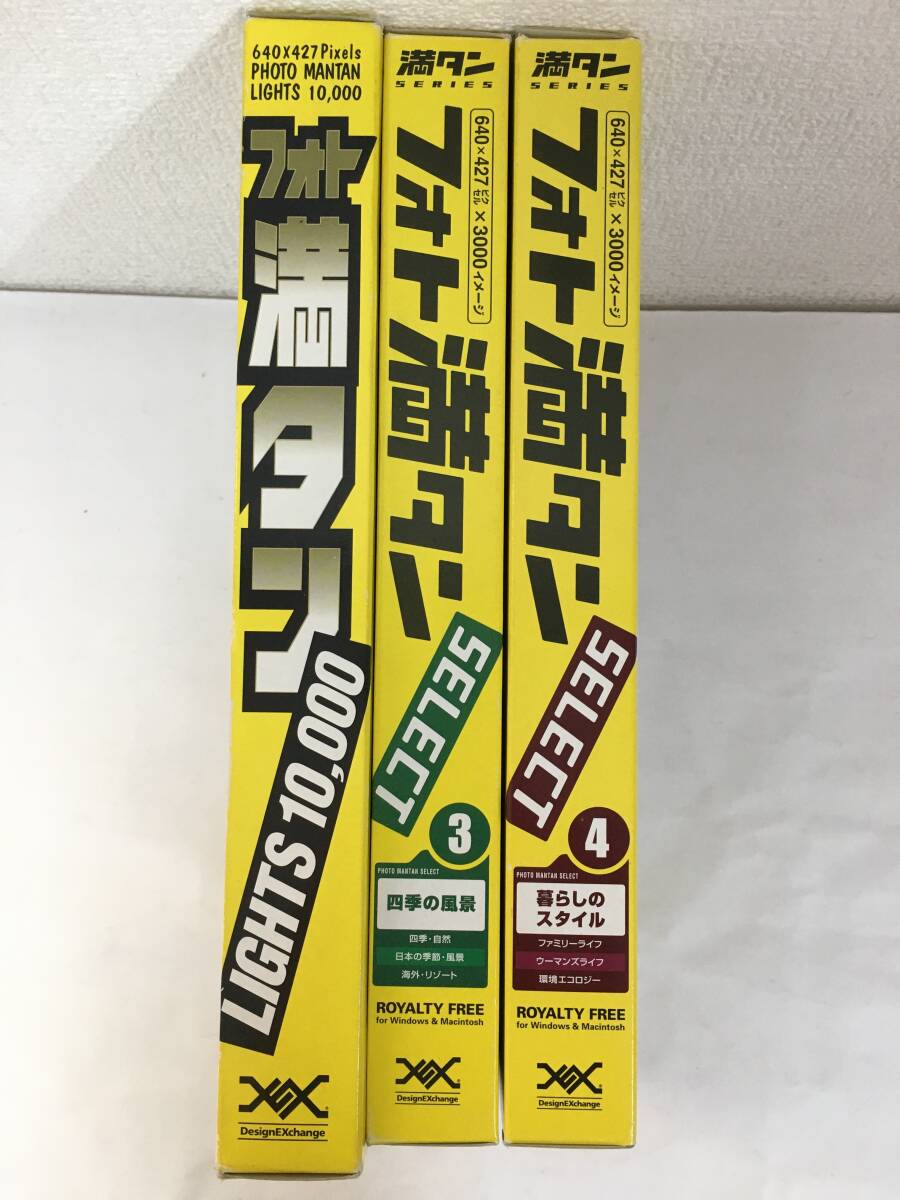 640X427Pixels
PHOTO MANTAN
LIGHTS 10,000
フォト満タン
LIGHTS 10,000
DesignEXchange
満タン
SERIES
640×427ピクセル×3000イメージ
フォト満タン
SELECT
3
PHOTO MANTAN SELECT
四季の風景
四季・自然
日本の季節・風景
海外・リゾート
ROYALTY FREE
for Windows & Macintosh
DesignEXchange
満タン
SERIES
640×427ピクセル×3000イメージ
フォト満タン
SELECT
4
PHOTO MANTAN SELECT
暮らしの
スタイル
ファミリーライフ
ウーマンズライフ
環境エコロジー
ROYALTY FREE
for Windows & Macintosh
DesignEXchange